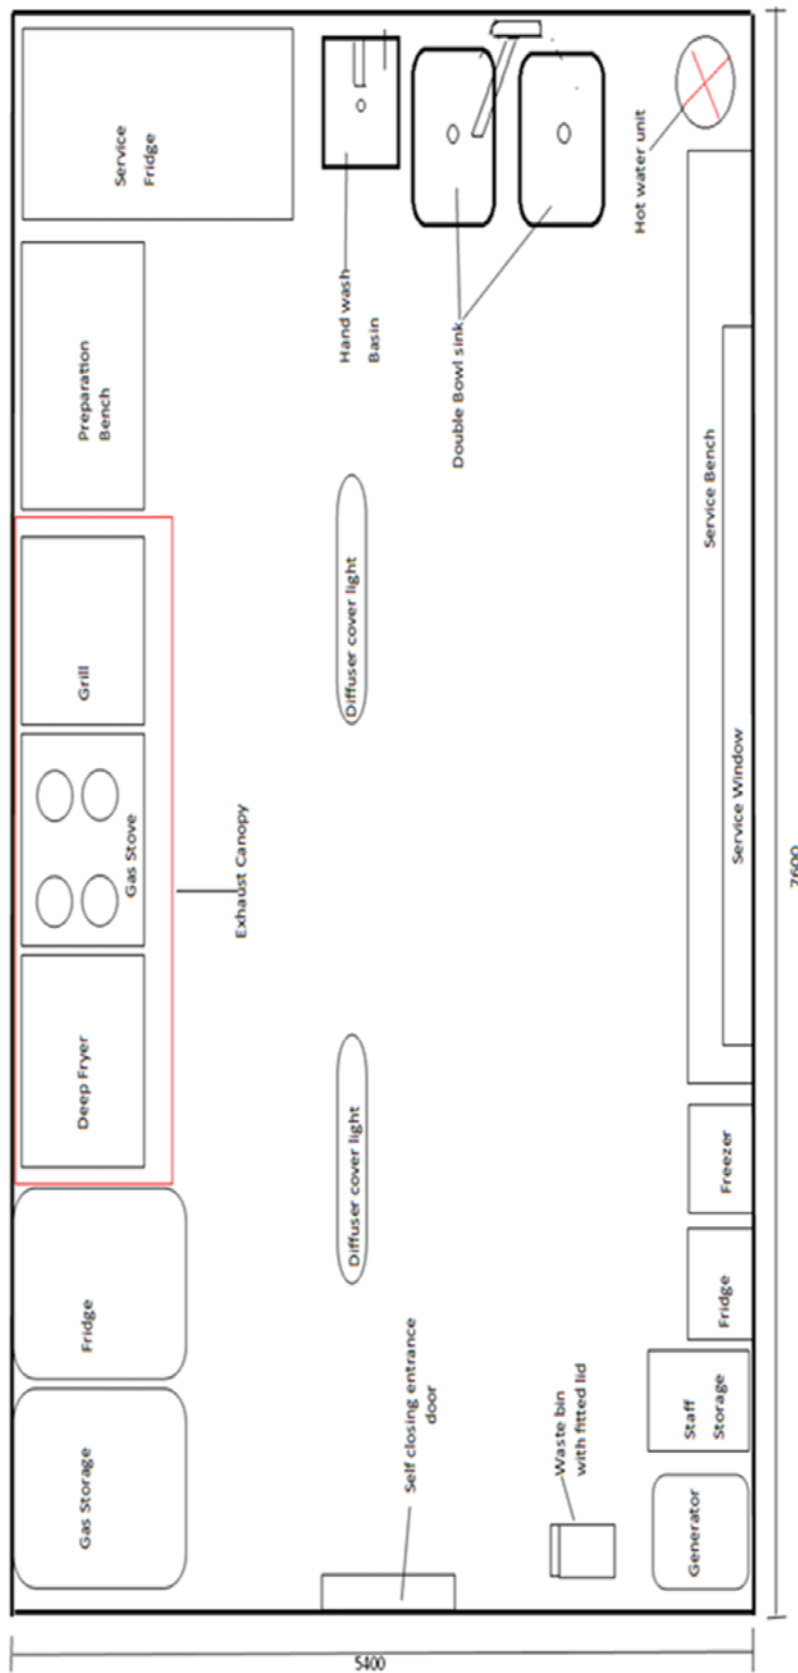 Service
Fridge
Hand wash
Basin
Double Bowl sink
Hot water unit
Preparation
Bench
Grill
Gas Stove
Deep Fryer
Exhaust Canopy
Diffuser cover light
Diffuser cover light
Service Bench
Service Window
Freezer
Fridge
Fridge
Gas Storage
Self closing entrance
door
Waste bin
with fitted lid
Staff
Storage
Generator
7600
5400